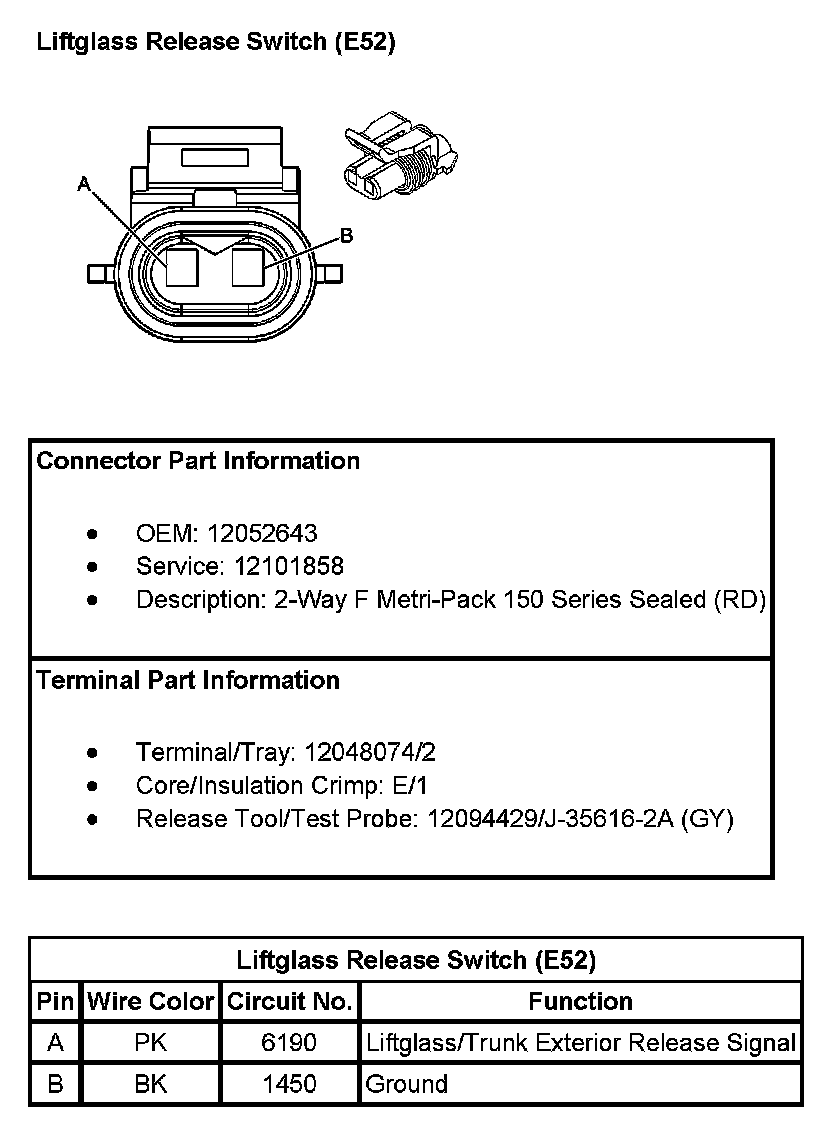 Liftglass Release Switch (E52)
A
B
Connector Part Information
• OEM: 12052643
• Service: 12101858
• Description: 2-Way F Metri-Pack 150 Series Sealed (RD)
Terminal Part Information
• Terminal/Tray: 12048074/2
• Core/Insulation Crimp: E/1
• Release Tool/Test Probe: 12094429/J-35616-2A (GY)
Liftglass Release Switch (E52)
Pin Wire Color Circuit No. Function
A PK 6190 Liftglass/Trunk Exterior Release Signal
B BK 1450 Ground